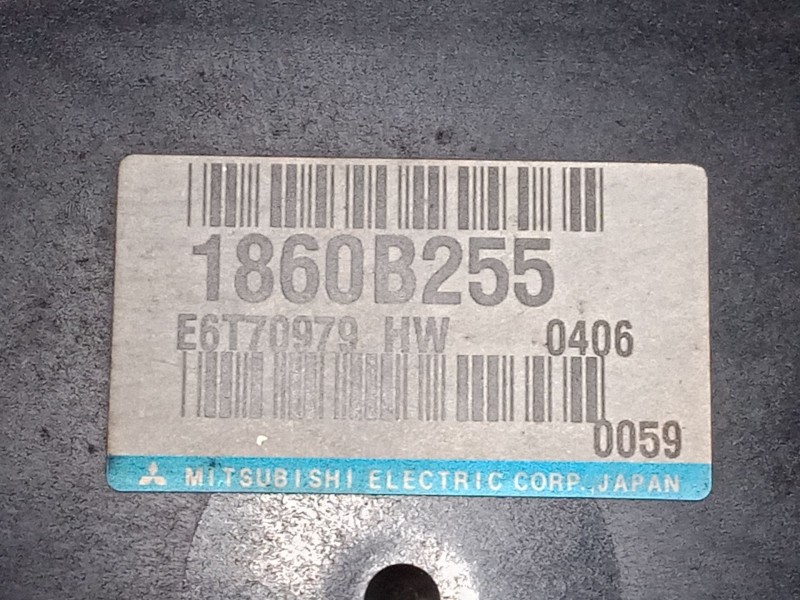 1860B255
E6T70979 HW 0406
0059
MITSUBISHI ELECTRIC CORP., JAPAN